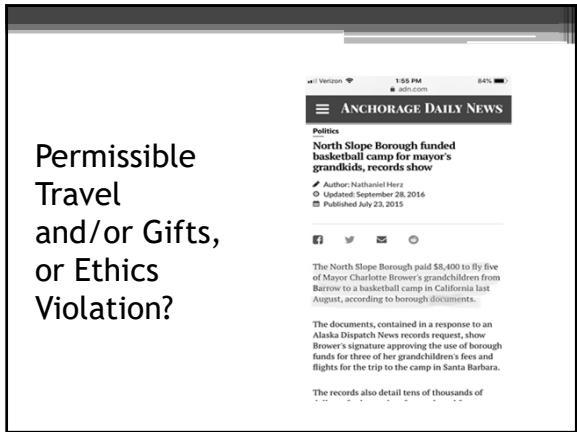 Permissible
Travel
and/or Gifts,
or Ethics
Violation?
Verizon
1:55 PM
84%
adn.com
ANCHORAGE DAILY NEWS
Politics
North Slope Borough funded
basketball camp for mayor's
grandkids, records show
Author: Nathaniel Herz
Updated: September 28, 2016
Published July 23, 2015
The North Slope Borough paid $8,400 to fly five
of Mayor Charlotte Brower's grandchildren from
Barrow to a basketball camp in California last
August, according to borough documents.
The documents, contained in a response to an
Alaska Dispatch News records request, show
Brower's signature approving the use of borough
funds for three of her grandchildren's fees and
flights for the trip to the camp in Santa Barbara.
The records also detail tens of thousands of